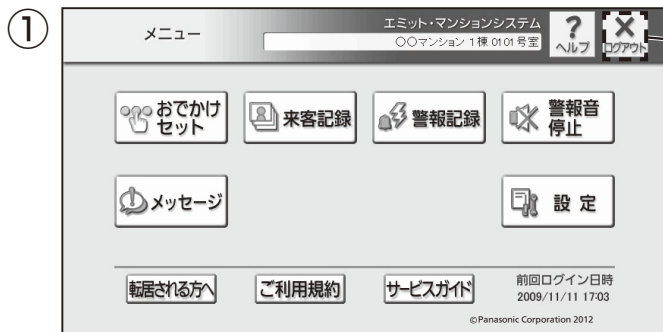 ①
メニュー
エミット・マンションシステム
○○マンション 1棟 0101号室
?
ヘルプ
ログアウト
おでかけ
セット
来客記録
警報記録
警報音
停止
メッセージ
設 定
転居される方へ
ご利用規約
サービスガイド
前回ログイン日時
2009/11/11 17:03
©Panasonic Corporation 2012